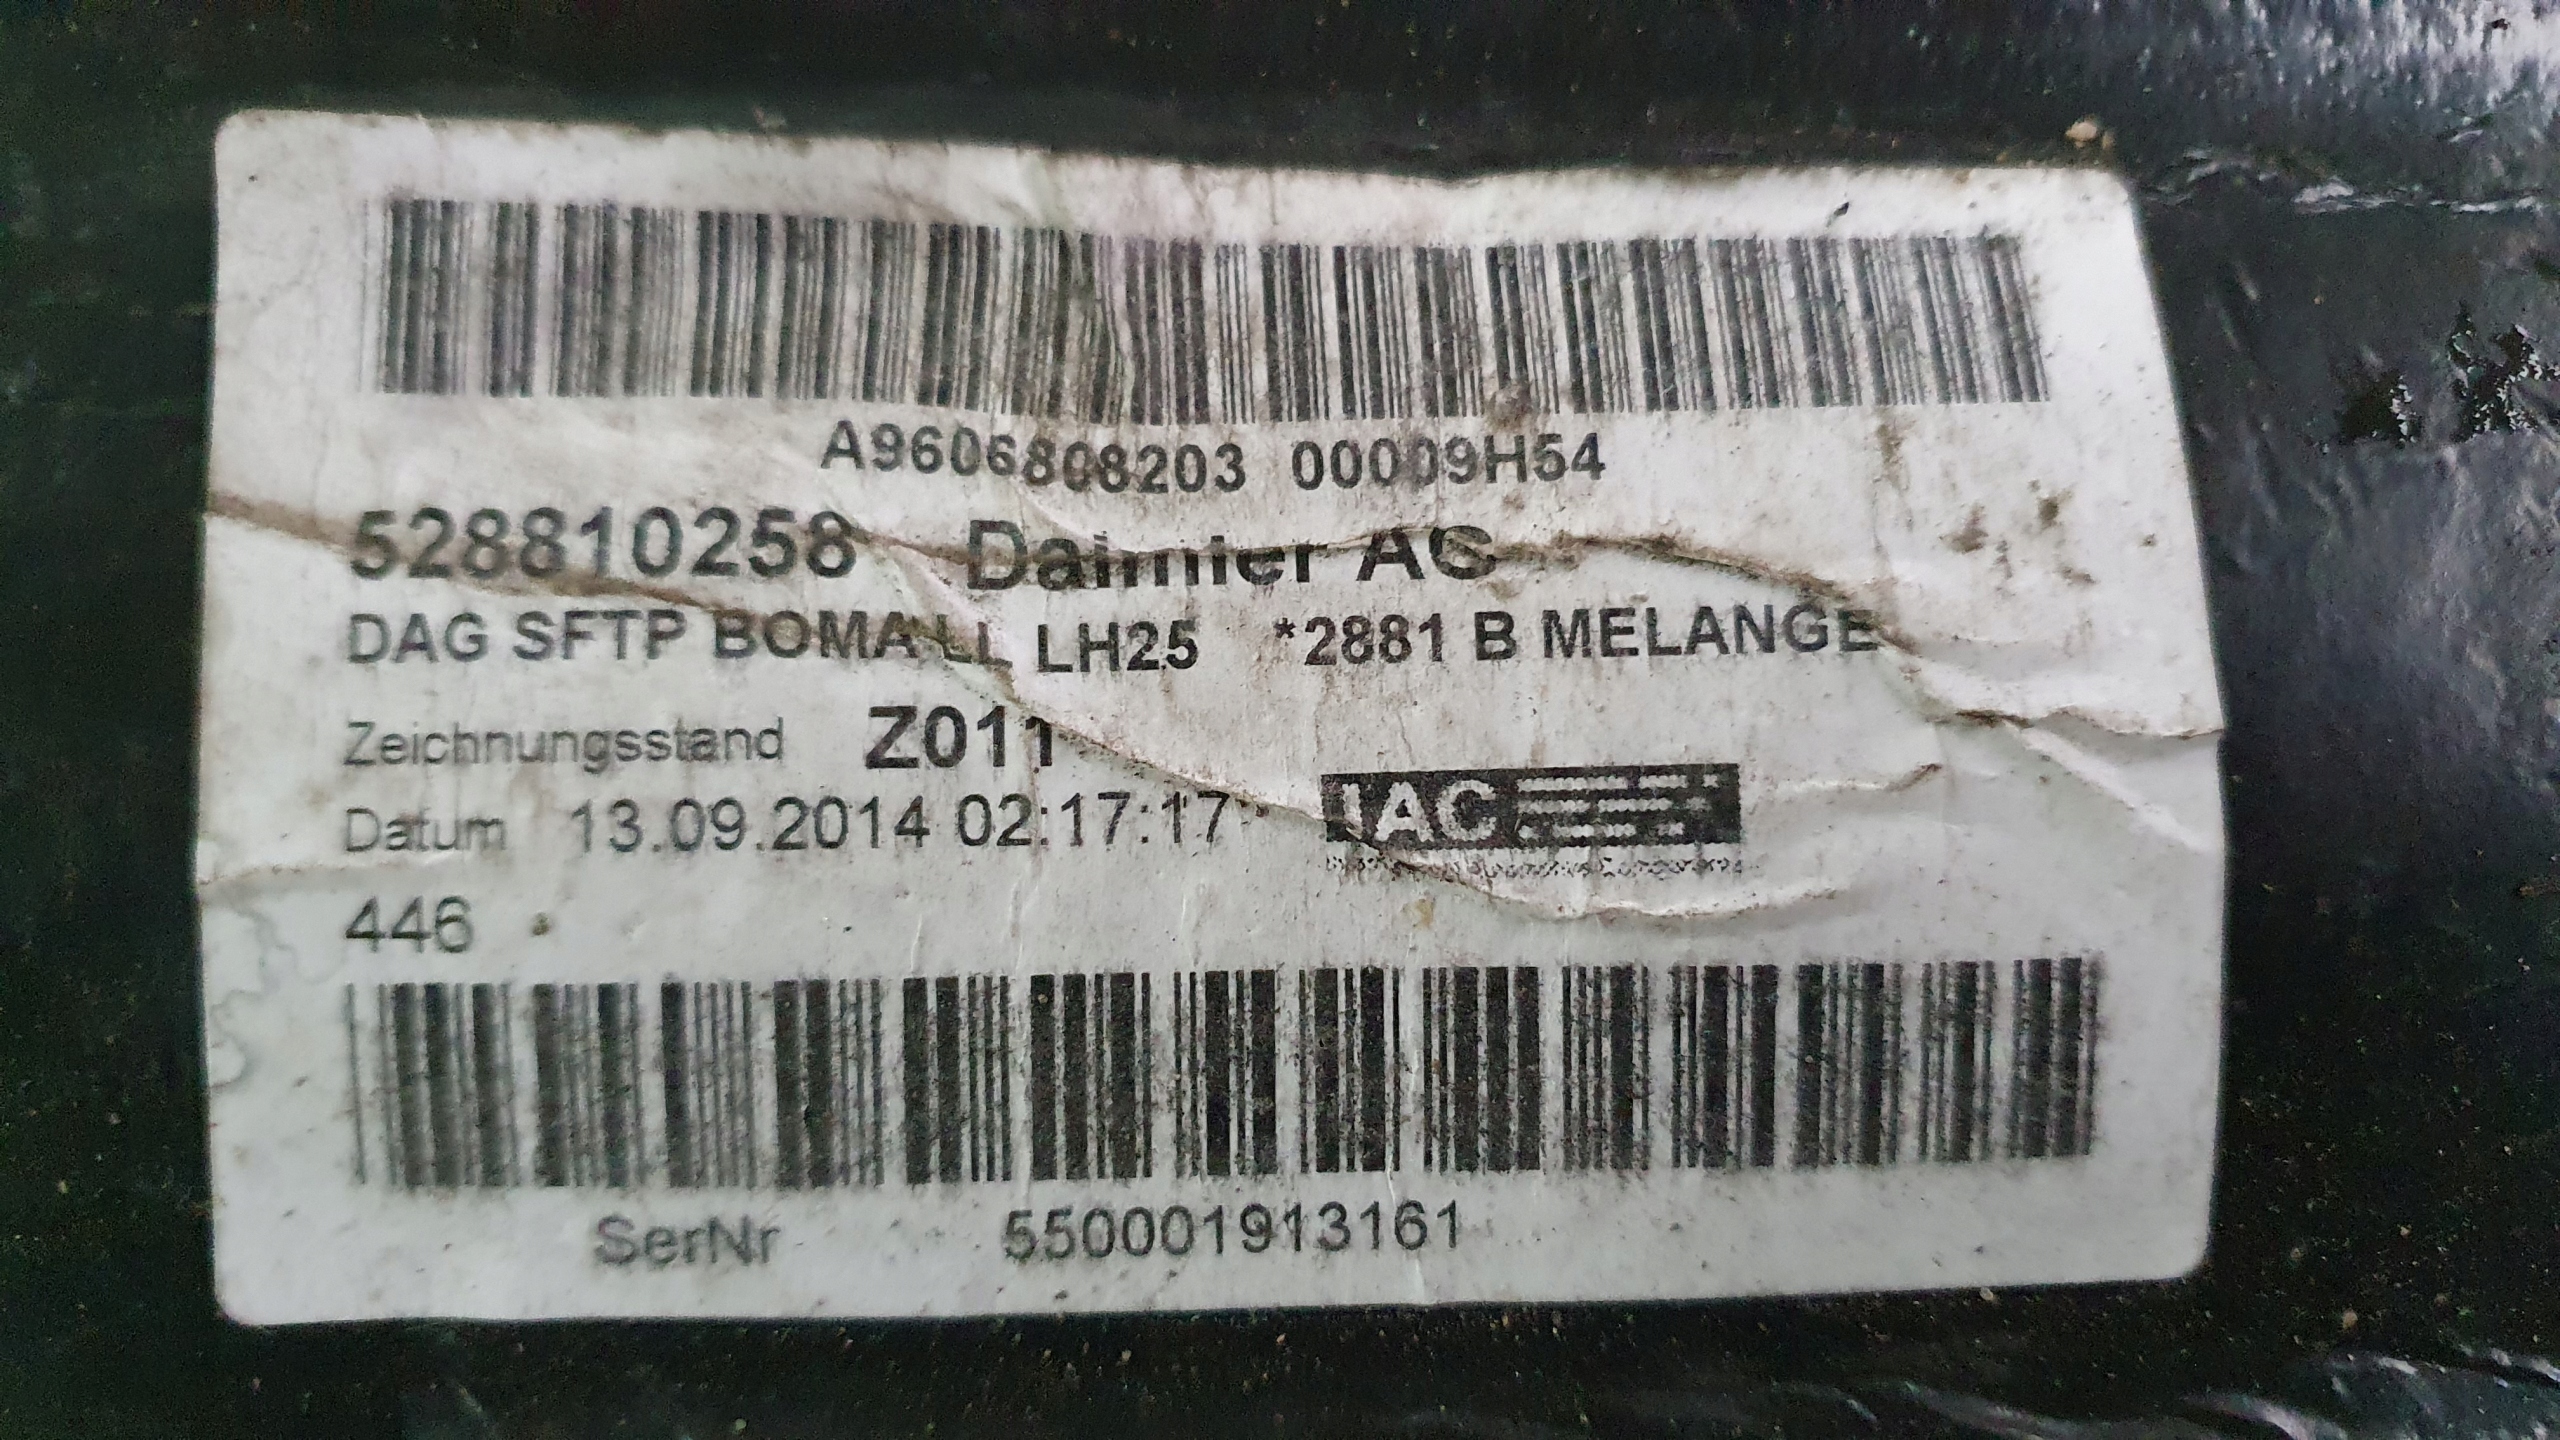 A9606808203 00009H54
528810258 Daimler AG
DAG SFTP BOMA LL LH25 *2881 B MELANGE
Zeichnungsstand Z011
Datum 13.09.2014 02:17:17
IAC
446
SerNr 550001913161